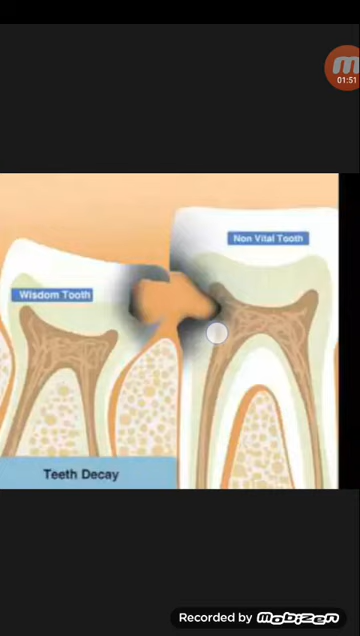 01:51
Non Vital Tooth
Wisdom Tooth
Teeth Decay
Recorded by Mobizen